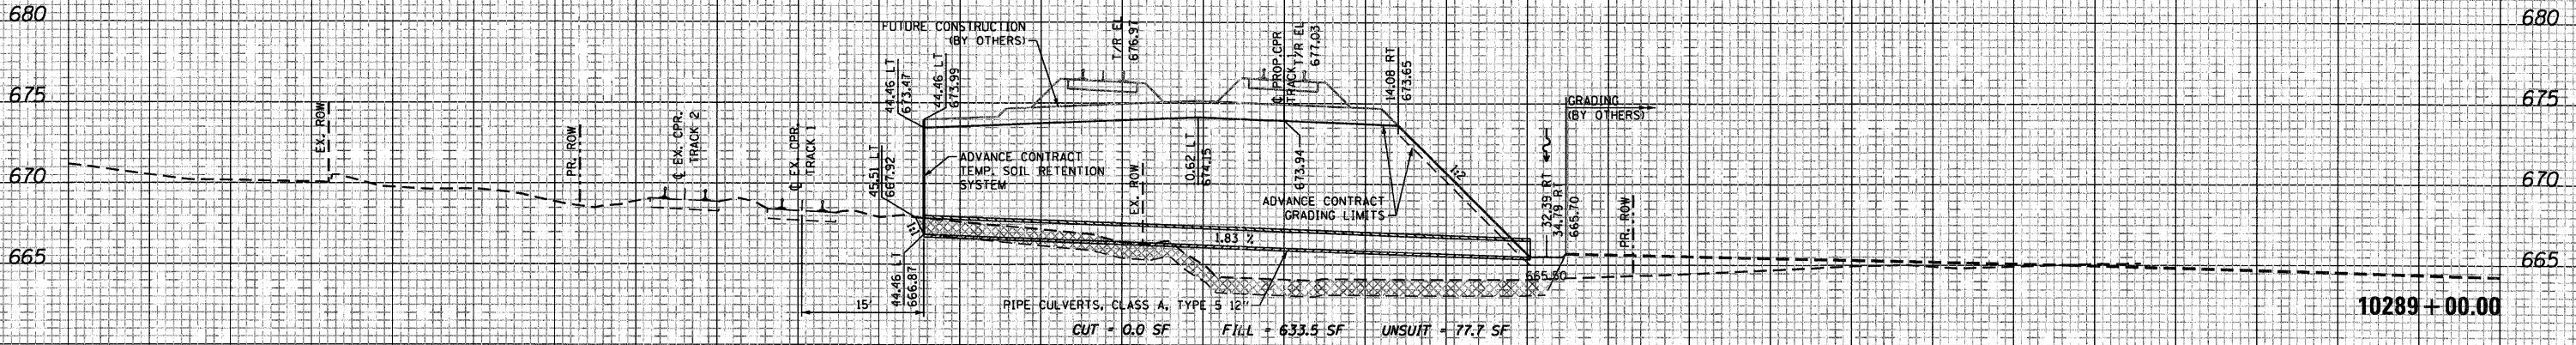 680
680
675
675
670
670
665
665
EX. ROW
PR. ROW
℄ EX. CPR.
TRACK 2
℄ EX. CPR.
TRACK 1
15'
45.51 LT
667.92
44.46 LT
673.47
44.46 LT
673.99
44.46 LT
666.87
1:1
FUTURE CONSTRUCTION
(BY OTHERS)
ADVANCE CONTRACT
TEMP. SOIL RETENTION
SYSTEM
T/R EL
676.97
EX. ROW
0.62 LT
674.15
℄ PROP.CPR
TRACK 1
T/R EL
677.03
673.94
14.08 RT
673.65
ADVANCE CONTRACT
GRADING LIMITS
1:2
1.83 %
PIPE CULVERTS, CLASS A, TYPE 5 12"
32.39 RT
34.79 RT
665.70
GRADING
(BY OTHERS)
PR. ROW
665.50
CUT = 0.0 SF FILL = 633.5 SF UNSUIT = 77.7 SF
10289+00.00